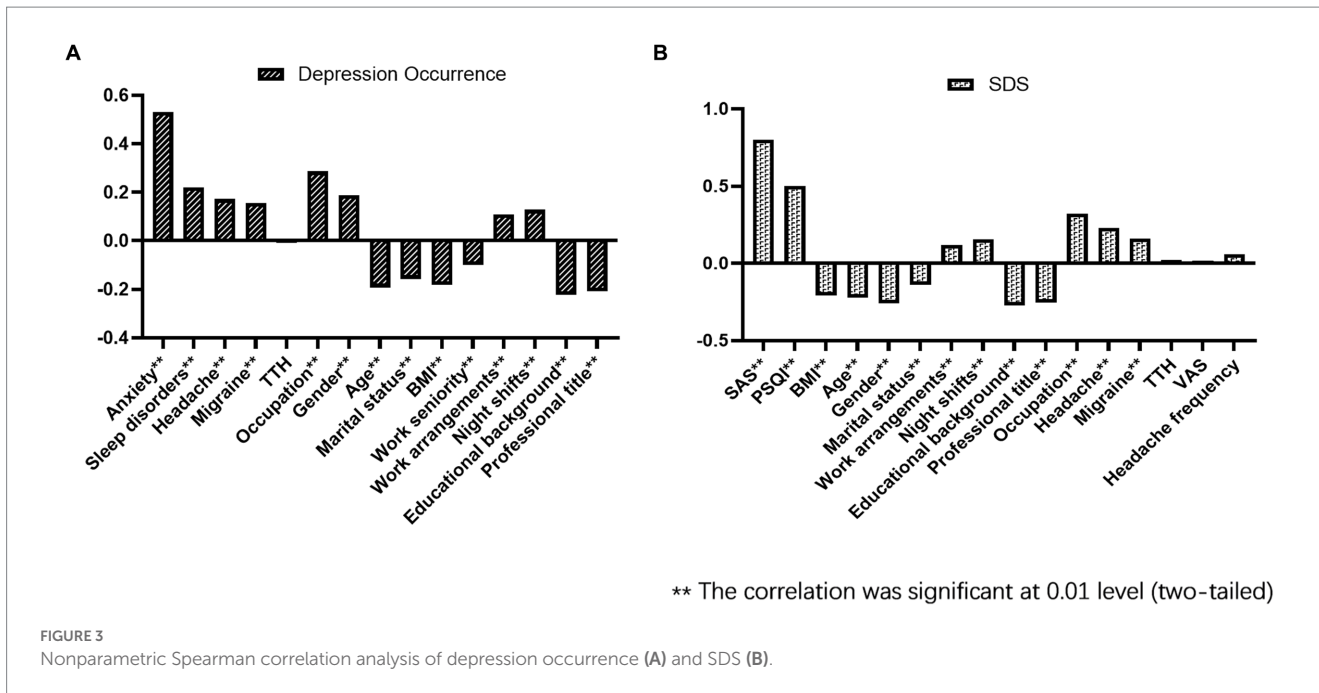 A
Depression Occurrence
0.6
0.4
0.2
0.0
-0.2
-0.4
Anxiety**
Sleep disorders**
Headache**
Migraine**
TTH
Occupation**
Gender**
Age**
Marital status**
BMI**
Work seniority**
Work arrangements**
Night shifts**
Educational background**
Professional title**
B
SDS
1.0
0.5
0.0
-0.5
SAS**
PSQI**
BMI**
Age**
Gender**
Marital status**
Work arrangements**
Night shifts**
Educational background**
Professional title**
Occupation**
Headache**
Migraine**
TTH
VAS
Headache frequency
** The correlation was significant at 0.01 level (two-tailed)
FIGURE 3
Nonparametric Spearman correlation analysis of depression occurrence (A) and SDS (B).